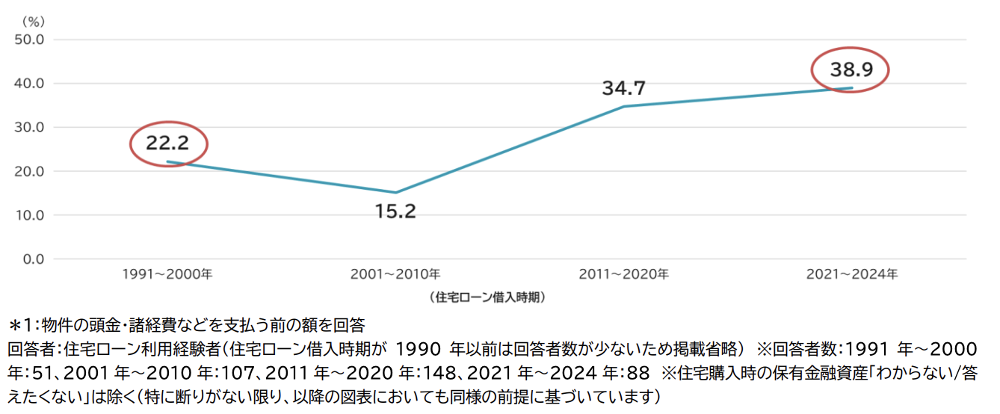 (%)
50.0
40.0
30.0
20.0
10.0
0.0
22.2
15.2
34.7
38.9
1991~2000年
2001~2010年
2011~2020年
2021~2024年
(住宅ローン借入時期)
*1:物件の頭金・諸経費などを支払う前の額を回答
回答者:住宅ローン利用経験者(住宅ローン借入時期が 1990 年以前は回答者数が少ないため掲載省略) ※回答者数:1991 年~2000
年:51、2001 年~2010 年:107、2011 年~2020 年:148、2021 年~2024 年:88 ※住宅購入時の保有金融資産「わからない/答
えたくない」は除く(特に断りがない限り、以降の図表においても同様の前提に基づいています)